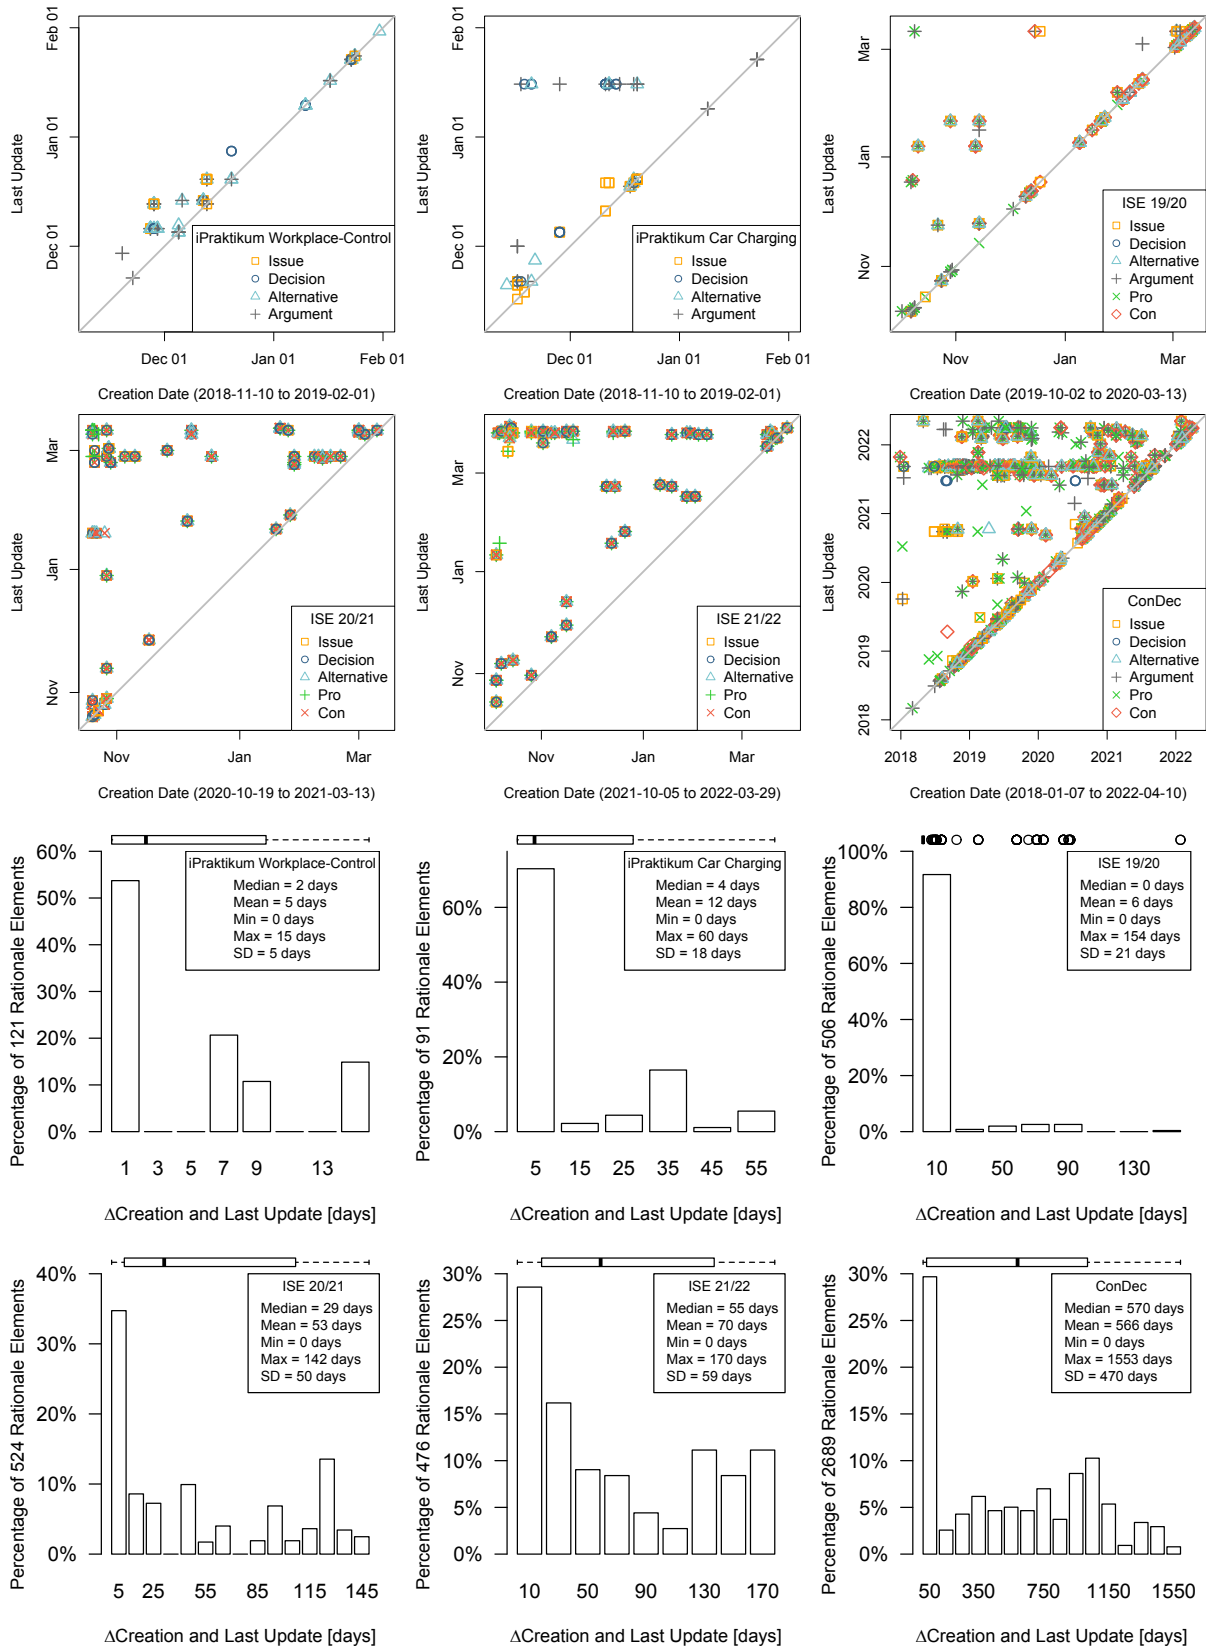 Feb 01
Jan 01
Dec 01
Last Update
iPraktikum Workplace-Control
Issue
Decision
Alternative
Argument
Dec 01
Jan 01
Feb 01
Creation Date (2018-11-10 to 2019-02-01)
Feb 01
Jan 01
Dec 01
Last Update
iPraktikum Car Charging
Issue
Decision
Alternative
Argument
Dec 01
Jan 01
Feb 01
Creation Date (2018-11-10 to 2019-02-01)
Mar
Jan
Nov
Last Update
ISE 19/20
Issue
Decision
Alternative
Argument
Pro
Con
Nov
Jan
Mar
Creation Date (2019-10-02 to 2020-03-13)
Mar
Jan
Nov
Last Update
ISE 20/21
Issue
Decision
Alternative
Pro
Con
Nov
Jan
Mar
Creation Date (2020-10-19 to 2021-03-13)
Mar
Jan
Nov
Last Update
ISE 21/22
Issue
Decision
Alternative
Pro
Con
Nov
Jan
Mar
Creation Date (2021-10-05 to 2022-03-29)
2022
2021
2020
2019
2018
Last Update
ConDec
Issue
Decision
Alternative
Argument
Pro
Con
2018
2019
2020
2021
2022
Creation Date (2018-01-07 to 2022-04-10)
60%
50%
40%
30%
20%
10%
0%
Percentage of 121 Rationale Elements
iPraktikum Workplace-Control
Median = 2 days
Mean = 5 days
Min = 0 days
Max = 15 days
SD = 5 days
1
3
5
7
9
13
ΔCreation and Last Update [days]
60%
40%
20%
0%
Percentage of 91 Rationale Elements
iPraktikum Car Charging
Median = 4 days
Mean = 12 days
Min = 0 days
Max = 60 days
SD = 18 days
5
15
25
35
45
55
ΔCreation and Last Update [days]
100%
80%
60%
40%
20%
0%
Percentage of 506 Rationale Elements
ISE 19/20
Median = 0 days
Mean = 6 days
Min = 0 days
Max = 154 days
SD = 21 days
10
50
90
130
ΔCreation and Last Update [days]
40%
30%
20%
10%
0%
Percentage of 524 Rationale Elements
ISE 20/21
Median = 29 days
Mean = 53 days
Min = 0 days
Max = 142 days
SD = 50 days
5
25
55
85
115
145
ΔCreation and Last Update [days]
30%
25%
20%
15%
10%
5%
0%
Percentage of 476 Rationale Elements
ISE 21/22
Median = 55 days
Mean = 70 days
Min = 0 days
Max = 170 days
SD = 59 days
10
50
90
130
170
ΔCreation and Last Update [days]
30%
25%
20%
15%
10%
5%
0%
Percentage of 2689 Rationale Elements
ConDec
Median = 570 days
Mean = 566 days
Min = 0 days
Max = 1553 days
SD = 470 days
50
350
750
1150
1550
ΔCreation and Last Update [days]